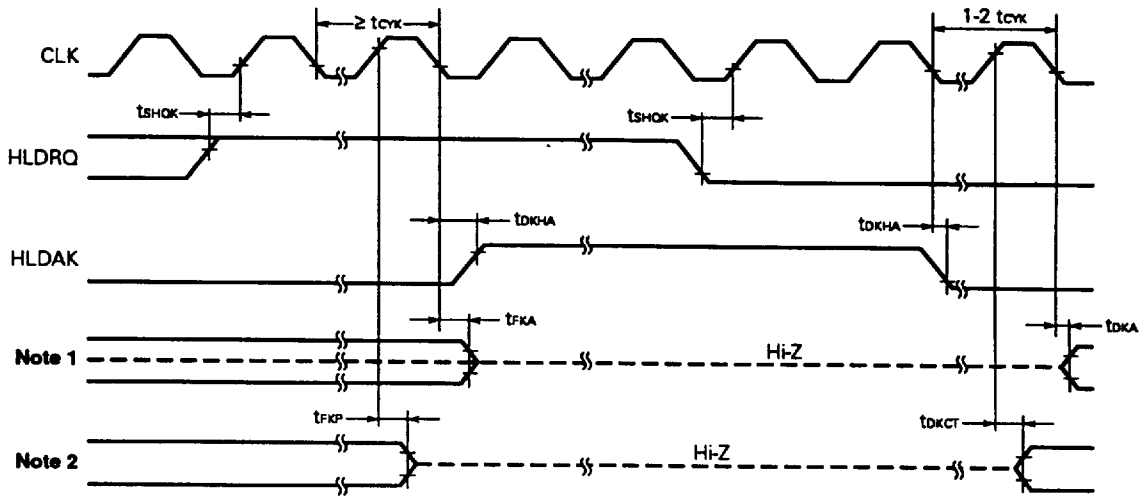 ≥ tCYK
1-2 tCYK
CLK
tSHQK
tSHQK
HLDRQ
tDKHA
tDKHA
HLDAK
tFKA
tDKA
Note 1
Hi-Z
tFKP
tDKCT
Note 2
Hi-Z